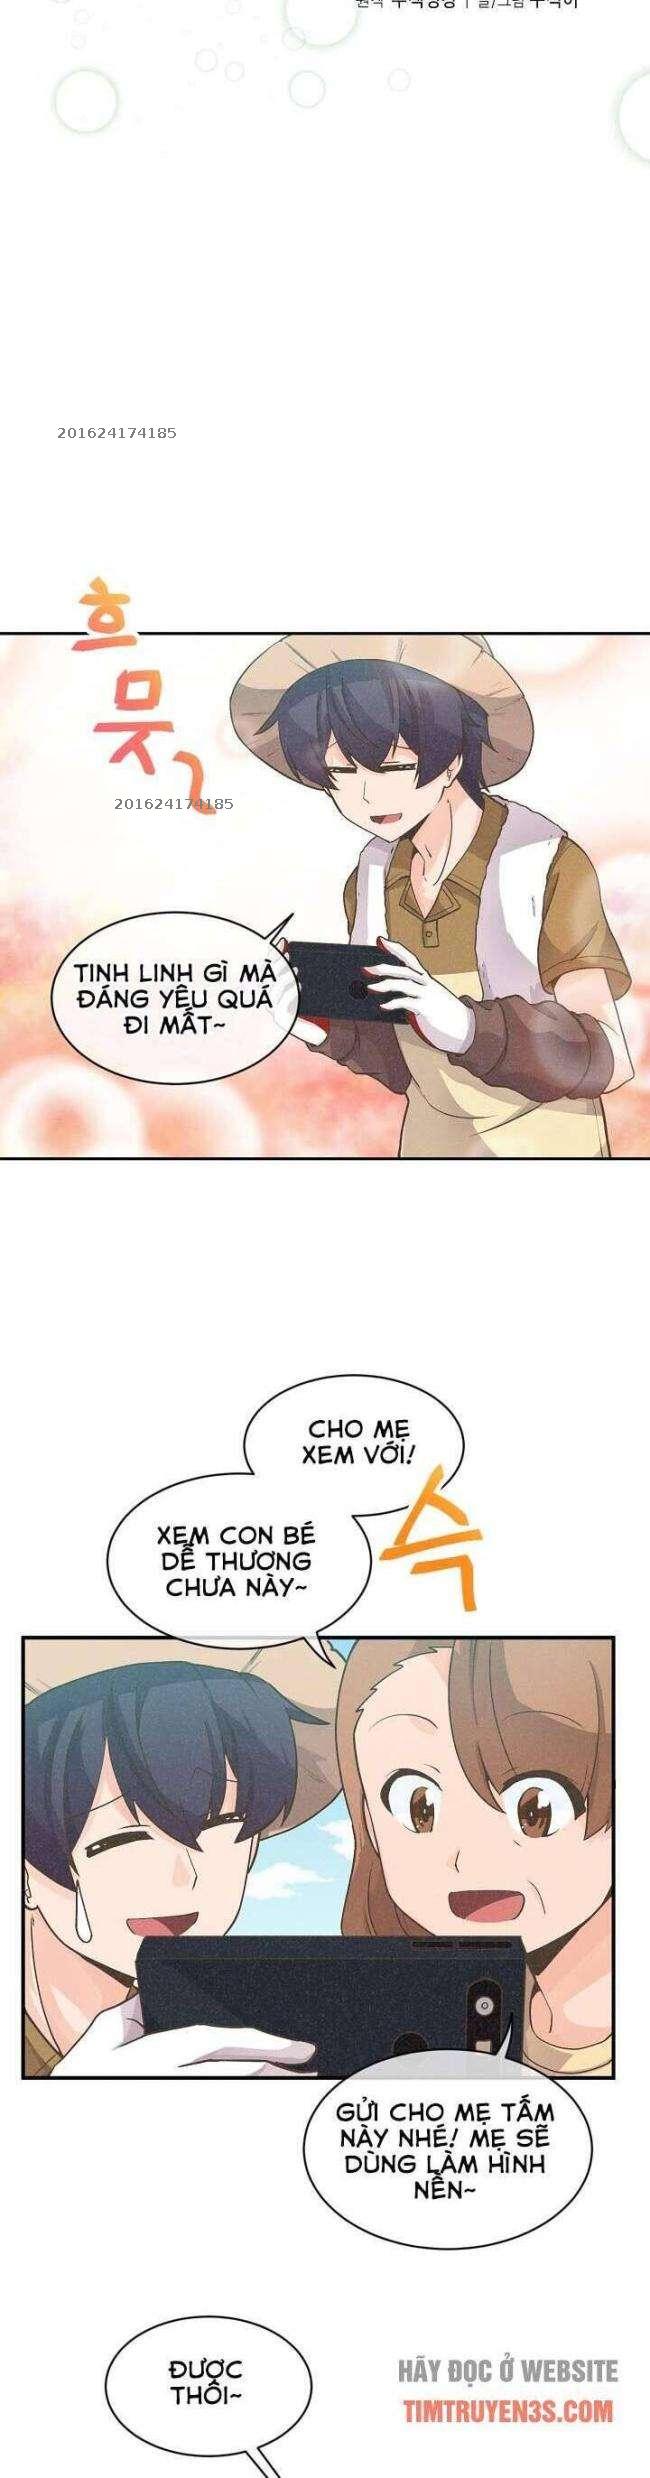 201624174185
흐
뭇
201624174185
TINH LINH GÌ MÀ
ĐÁNG YÊU QUÁ
ĐI MẤT~
CHO MẸ
XEM VỚI!
슥
XEM CON BÉ
DỄ THƯƠNG
CHƯA NÀY~
GỬI CHO MẸ TẤM
NÀY NHÉ! MẸ SẼ
DÙNG LÀM HÌNH
NỀN~
ĐƯỢC
THÔI~
HÃY ĐỌC Ở WEBSITE
TIMTRUYEN3S.COM